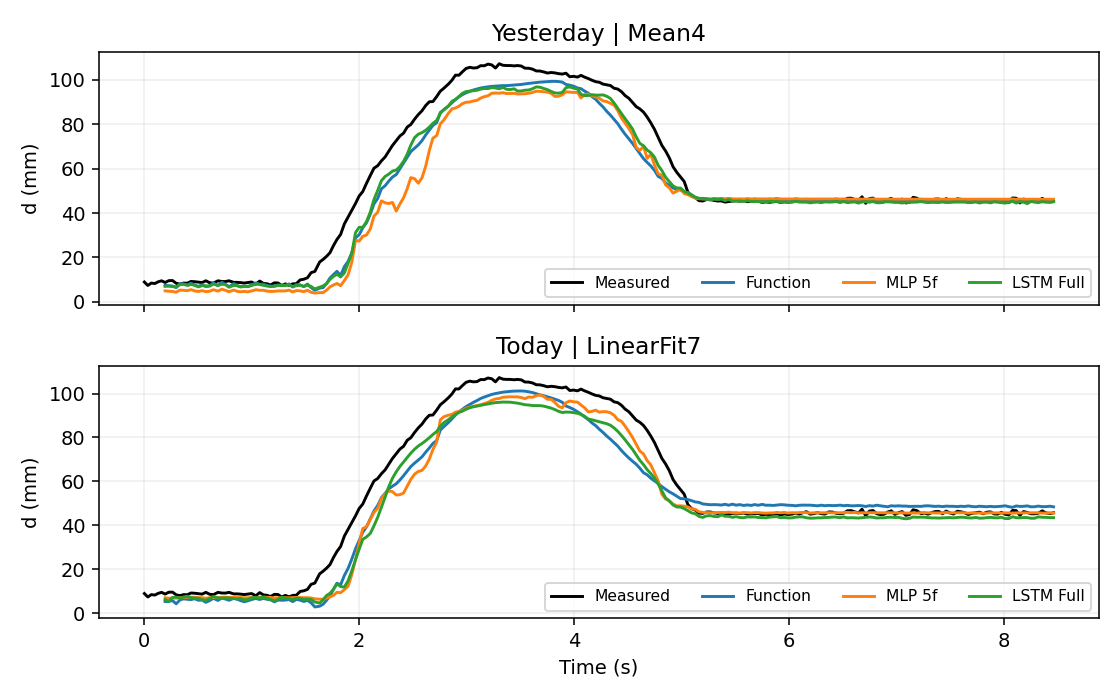 Yesterday | Mean4
d (mm)
100
80
60
40
20
0
Measured
Function
MLP 5f
LSTM Full
Today | LinearFit7
d (mm)
100
80
60
40
20
0
Measured
Function
MLP 5f
LSTM Full
0
2
4
6
8
Time (s)